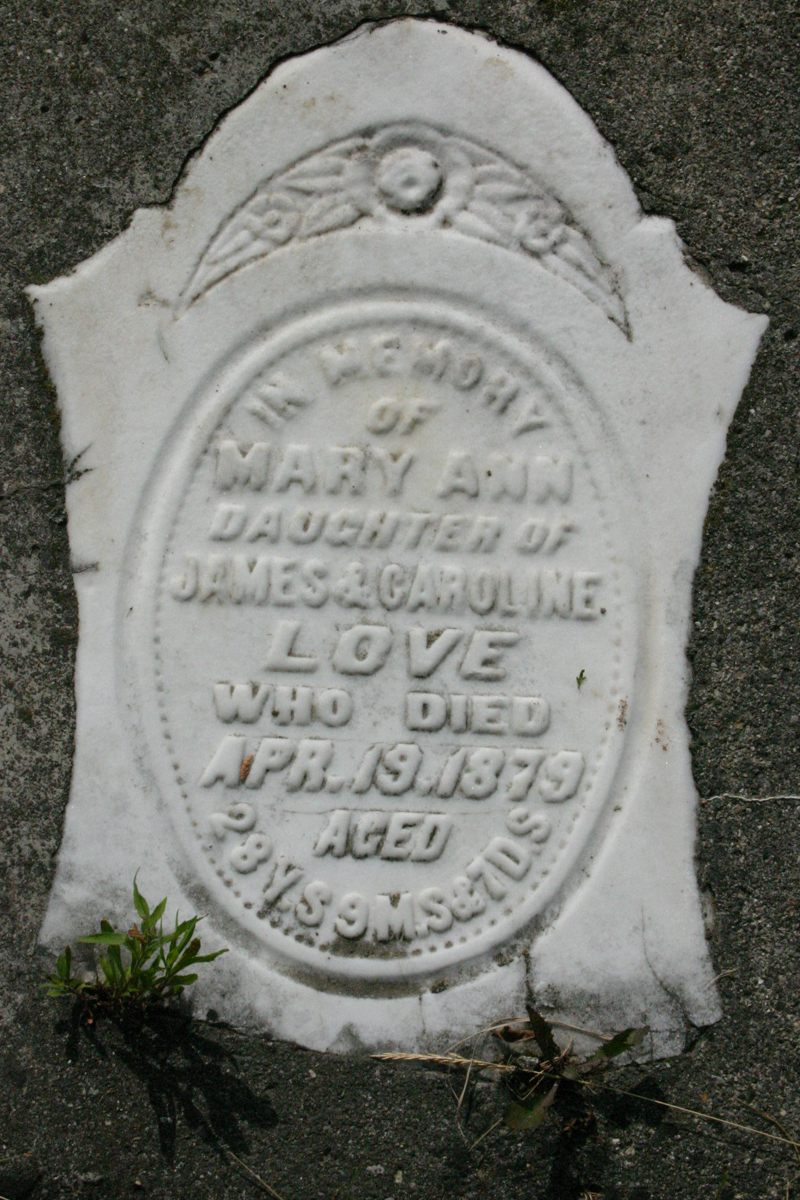 IN MEMORY
OF
MARY ANN
DAUGHTER OF
JAMES & CAROLINE.
LOVE
WHO DIED
APR. 19. 1879
AGED
28 Y.S 9 M.S & 7 D.S